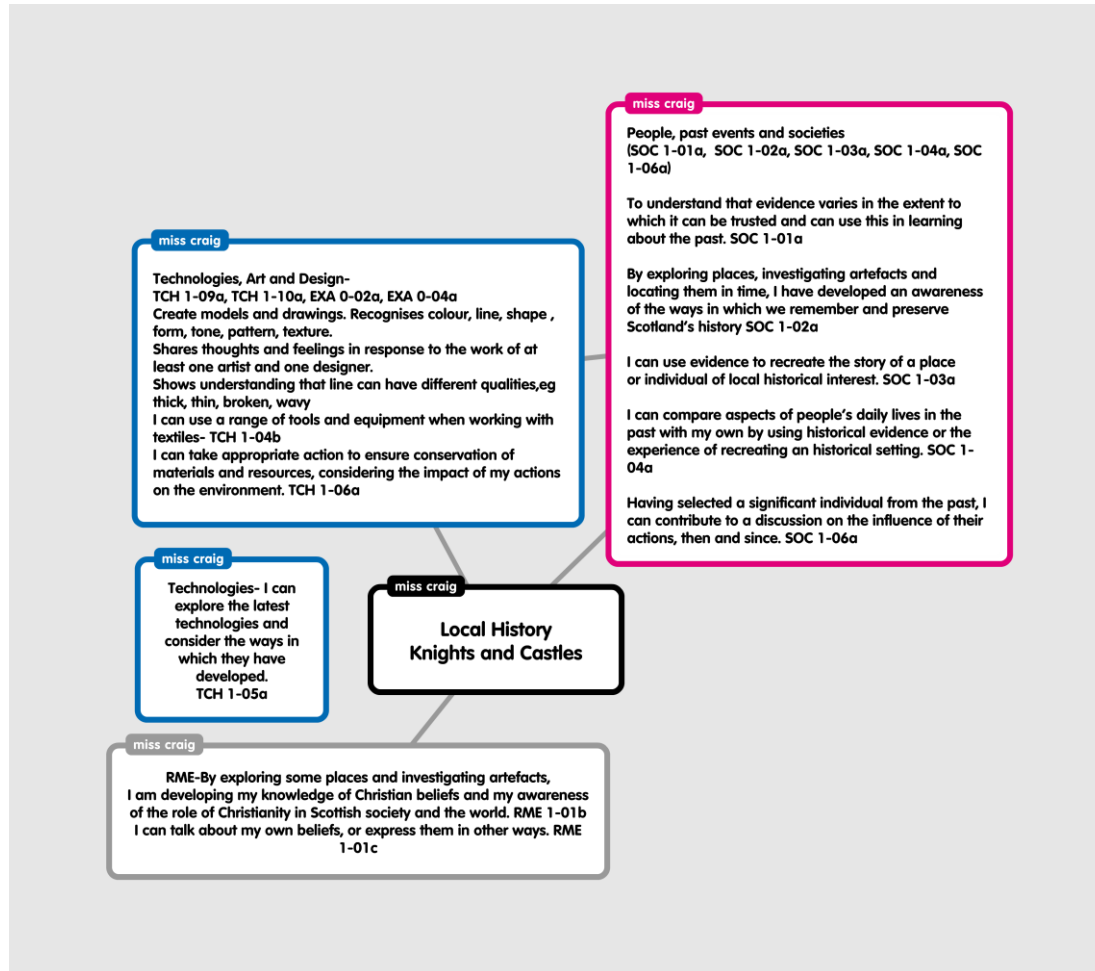 miss craig
People, past events and societies
(SOC 1-01a,  SOC 1-02a, SOC 1-03a, SOC 1-04a, SOC
1-06a)
To understand that evidence varies in the extent to
which it can be trusted and can use this in learning
about the past. SOC 1-01a
By exploring places, investigating artefacts and
locating them in time, I have developed an awareness
of the ways in which we remember and preserve
Scotland's history SOC 1-02a
I can use evidence to recreate the story of a place
or individual of local historical interest. SOC 1-03a
I can compare aspects of people's daily lives in the
past with my own by using historical evidence or the
experience of recreating an historical setting. SOC 1-
04a
Having selected a significant individual from the past, I
can contribute to a discussion on the influence of their
actions, then and since. SOC 1-06a
miss craig
Technologies, Art and Design-
TCH 1-09a, TCH 1-10a, EXA 0-02a, EXA 0-04a
Create models and drawings. Recognises colour, line, shape ,
form, tone, pattern, texture.
Shares thoughts and feelings in response to the work of at
least one artist and one designer.
Shows understanding that line can have different qualities,eg
thick, thin, broken, wavy
I can use a range of tools and equipment when working with
textiles- TCH 1-04b
I can take appropriate action to ensure conservation of
materials and resources, considering the impact of my actions
on the environment. TCH 1-06a
miss craig
Technologies- I can
explore the latest
technologies and
consider the ways in
which they have
developed.
TCH 1-05a
miss craig
Local History
Knights and Castles
miss craig
RME-By exploring some places and investigating artefacts,
I am developing my knowledge of Christian beliefs and my awareness
of the role of Christianity in Scottish society and the world. RME 1-01b
I can talk about my own beliefs, or express them in other ways. RME
1-01c